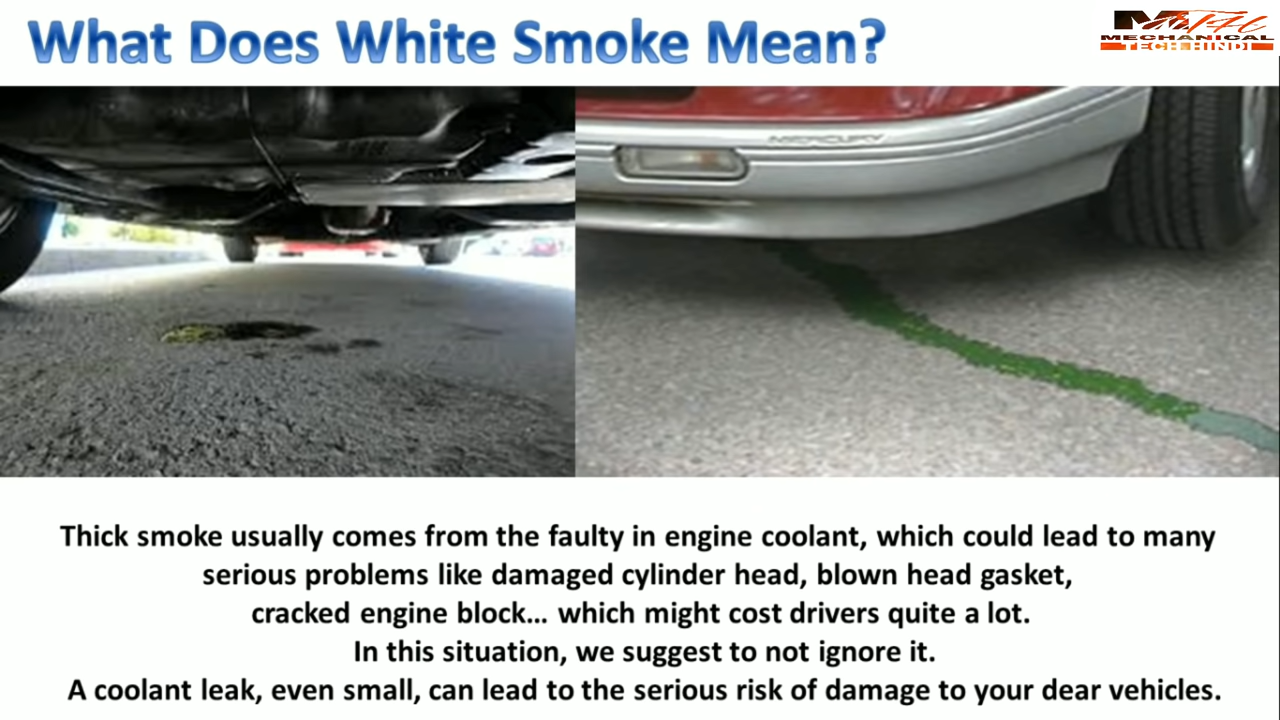 What Does White Smoke Mean?
MECHANICAL
TECH HINDI
MERCURY
Thick smoke usually comes from the faulty in engine coolant, which could lead to many
serious problems like damaged cylinder head, blown head gasket,
cracked engine block... which might cost drivers quite a lot.
In this situation, we suggest to not ignore it.
A coolant leak, even small, can lead to the serious risk of damage to your dear vehicles.